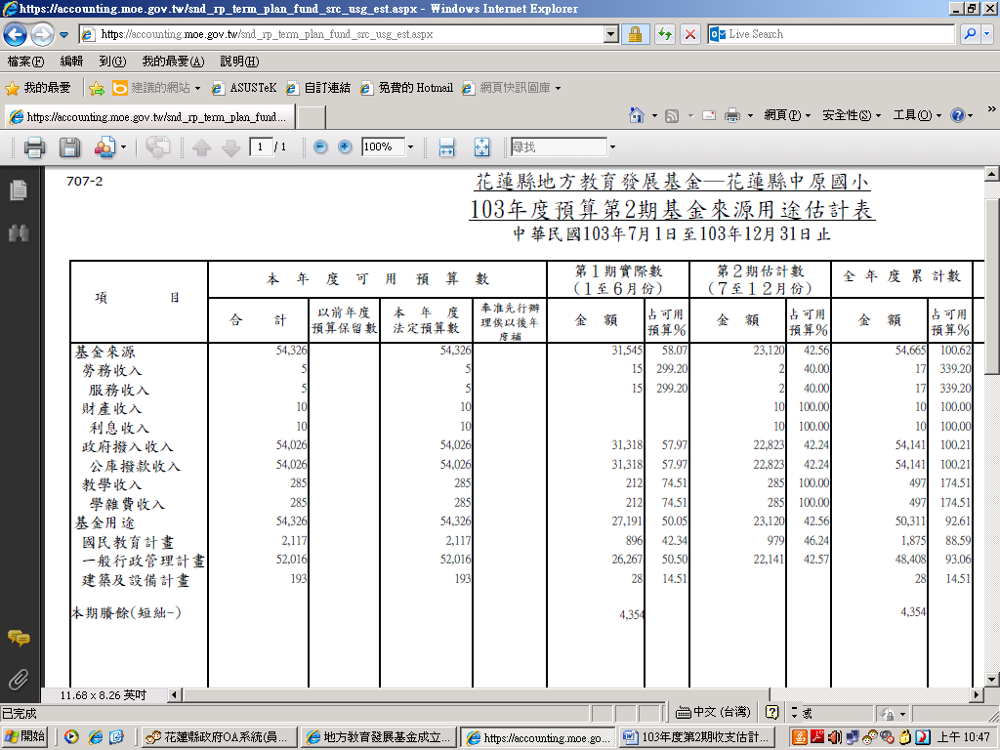 https://accounting.moe.gov.tw/snd_rp_term_plan_fund_src_usg_est.aspx - Windows Internet Explorer
https://accounting.moe.gov.tw/snd_rp_term_plan_fund_src_usg_est.aspx
Live Search
檔案(F) 編輯 到(G) 我的最愛(A) 說明(H)
我的最愛 建議的網站 ASUSTeK 自訂連結 免費的 Hotmail 網頁快訊圖庫
https://accounting.moe.gov.tw/snd_rp_term_plan_fund... 網頁(P) 安全性(S) 工具(O)
1 / 1 100% 尋找
707-2
花蓮縣地方教育發展基金—花蓮縣中原國小
103年度預算第2期基金來源用途估計表
中華民國103年7月1日至103年12月31日止
項 目 本 年 度 可 用 預 算 數 第1期實際數 (1至6月份) 第2期估計數 (7至12月份) 全年度累計數
合 計 以前年度預算保留數 本 年 度法定預算數 奉准先行辦理俟以後年度補 金 額 占可用預算% 金 額 占可用預算% 金 額 占可用預算%
基金來源 54,326 54,326 31,545 58.07 23,120 42.56 54,665 100.62
勞務收入 5 5 15 299.20 2 40.00 17 339.20
服務收入 5 5 15 299.20 2 40.00 17 339.20
財產收入 10 10 10 100.00 10 100.00
利息收入 10 10 10 100.00 10 100.00
政府撥入收入 54,026 54,026 31,318 57.97 22,823 42.24 54,141 100.21
公庫撥款收入 54,026 54,026 31,318 57.97 22,823 42.24 54,141 100.21
教學收入 285 285 212 74.51 285 100.00 497 174.51
學雜費收入 285 285 212 74.51 285 100.00 497 174.51
基金用途 54,326 54,326 27,191 50.05 23,120 42.56 50,311 92.61
國民教育計畫 2,117 2,117 896 42.34 979 46.24 1,875 88.59
一般行政管理計畫 52,016 52,016 26,267 50.50 22,141 42.57 48,408 93.06
建築及設備計畫 193 193 28 14.51 28 14.51
本期賸餘(短絀-) 4,354 4,354
11.68 x 8.26 英吋
已完成
中文 (台灣) 或
開始 花蓮縣政府OA系統(員... 地方教育發展基金成立... https://accounting.moe.go... 103年度第2期收支估計... 上午 10:47